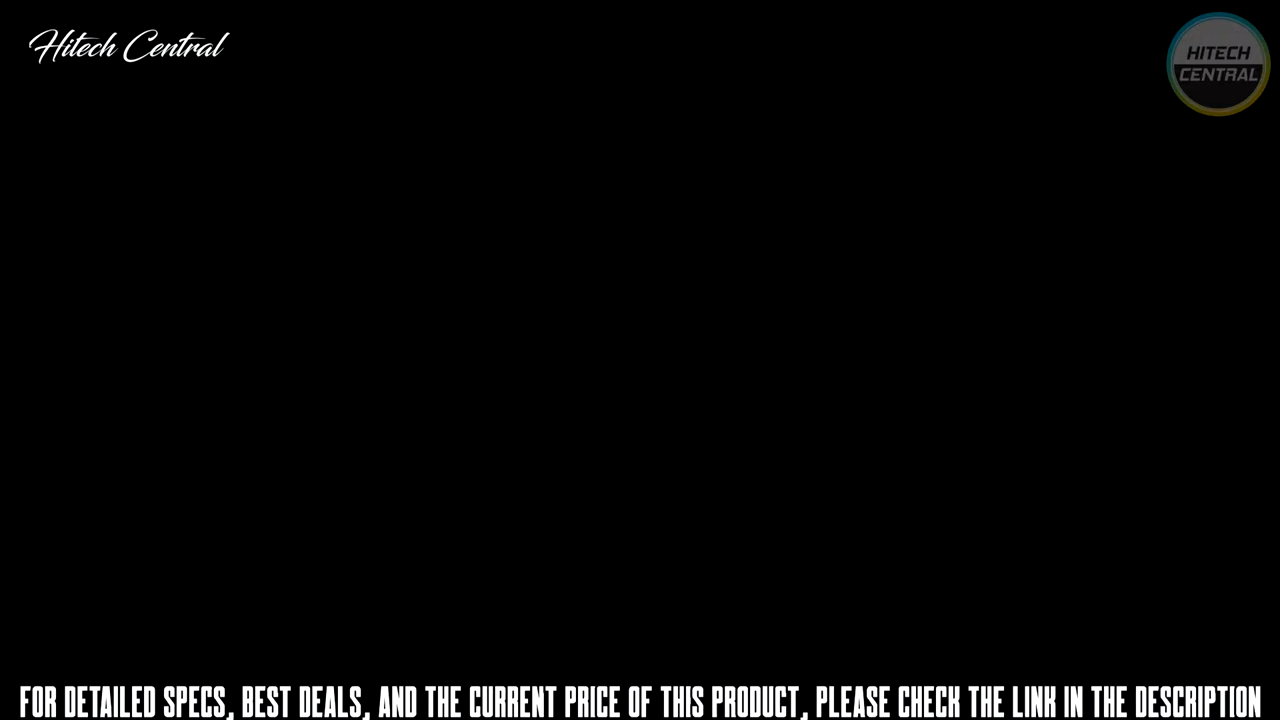 Hitech Central
HITECH
CENTRAL
FOR DETAILED SPECS, BEST DEALS, AND THE CURRENT PRICE OF THIS PRODUCT, PLEASE CHECK THE LINK IN THE DESCRIPTION